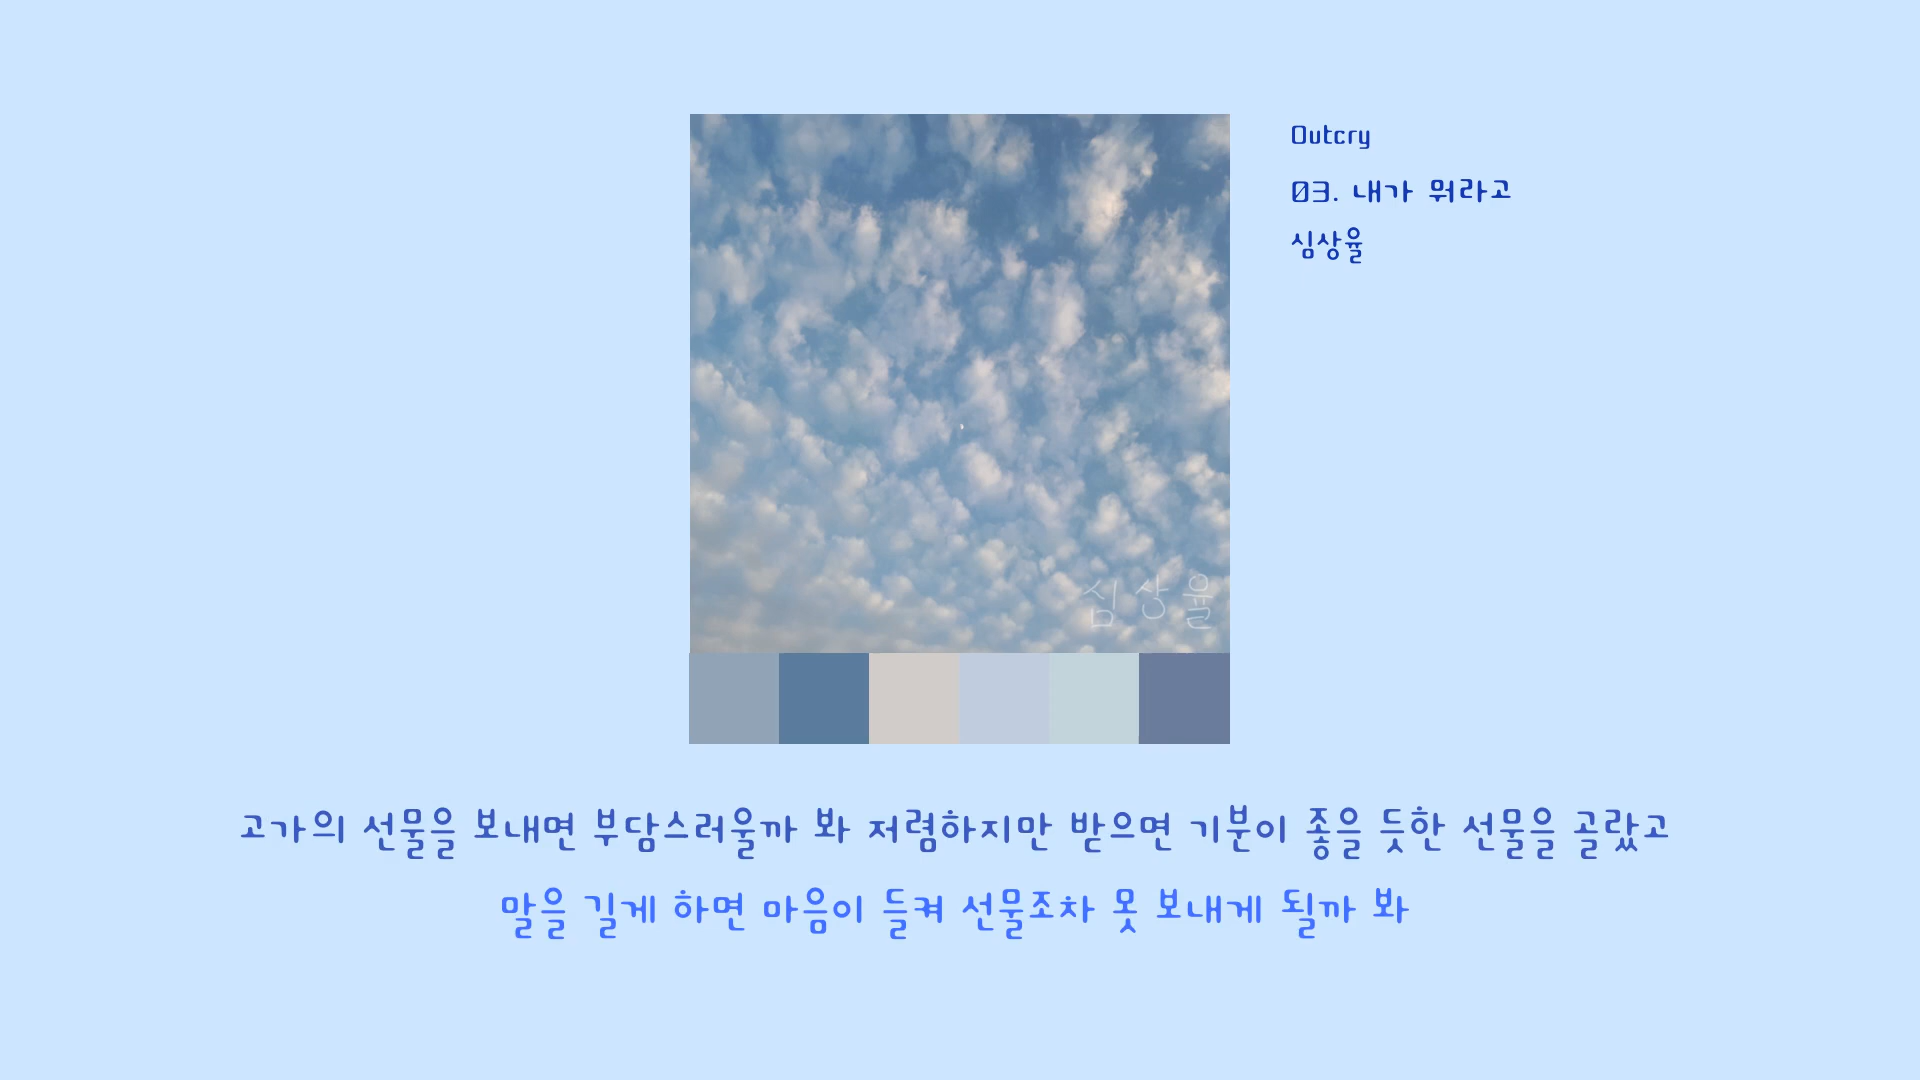 Outcry
03. 내가 뭐라고
심상율
심상율
고가의 선물을 보내면 부담스러울까 봐 저렴하지만 받으면 기분이 좋을 듯한 선물을 골랐고
말을 길게 하면 마음이 들켜 선물조차 못 보내게 될까 봐